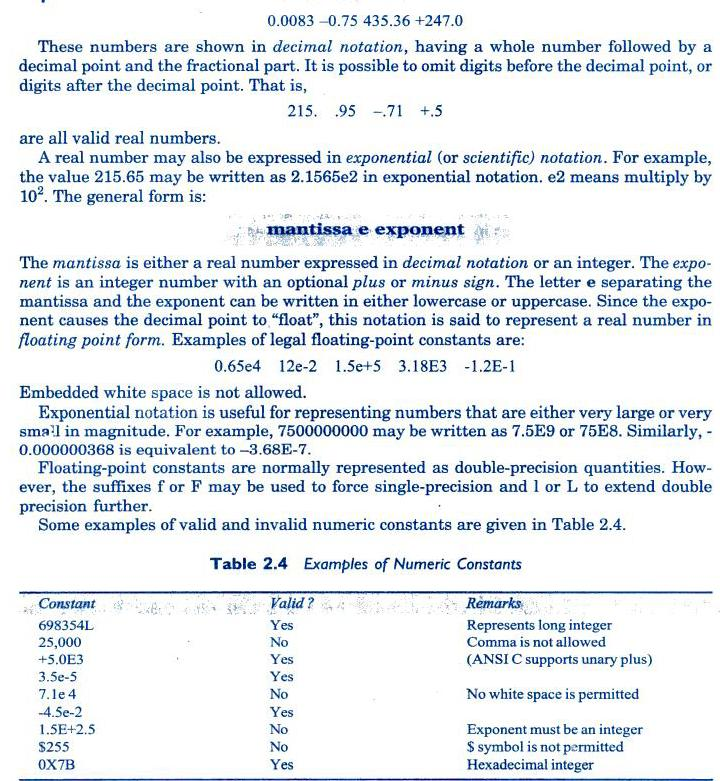 0.0083 –0.75 435.36 +247.0
These numbers are shown in decimal notation, having a whole number followed by a
decimal point and the fractional part. It is possible to omit digits before the decimal point, or
digits after the decimal point. That is,
215. .95 –.71 +.5
are all valid real numbers.
A real number may also be expressed in exponential (or scientific) notation. For example,
the value 215.65 may be written as 2.1565e2 in exponential notation. e2 means multiply by
10². The general form is:
mantissa e exponent
The mantissa is either a real number expressed in decimal notation or an integer. The expo-
nent is an integer number with an optional plus or minus sign. The letter e separating the
mantissa and the exponent can be written in either lowercase or uppercase. Since the expo-
nent causes the decimal point to "float", this notation is said to represent a real number in
floating point form. Examples of legal floating-point constants are:
0.65e4 12e-2 1.5e+5 3.18E3 -1.2E-1
Embedded white space is not allowed.
Exponential notation is useful for representing numbers that are either very large or very
small in magnitude. For example, 7500000000 may be written as 7.5E9 or 75E8. Similarly, -
0.000000368 is equivalent to –3.68E-7.
Floating-point constants are normally represented as double-precision quantities. How-
ever, the suffixes f or F may be used to force single-precision and l or L to extend double
precision further.
Some examples of valid and invalid numeric constants are given in Table 2.4.
Table 2.4 Examples of Numeric Constants
Constant Valid ? Remarks
698354L Yes Represents long integer
25,000 No Comma is not allowed
+5.0E3 Yes (ANSI C supports unary plus)
3.5e-5 Yes
7.1e 4 No No white space is permitted
-4.5e-2 Yes
1.5E+2.5 No Exponent must be an integer
$255 No $ symbol is not permitted
0X7B Yes Hexadecimal integer